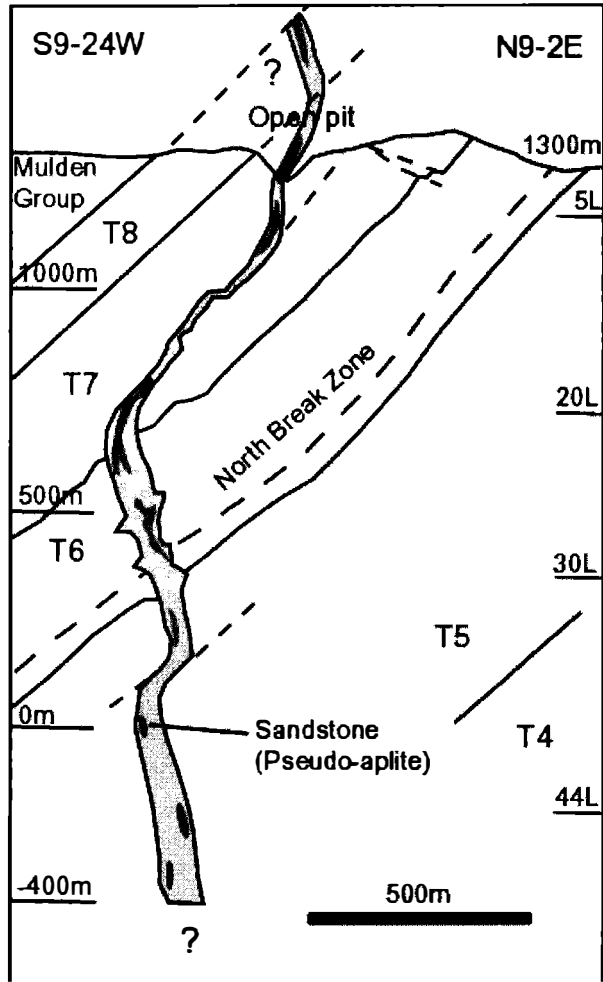 S9-24W
N9-2E
?
Open pit
1300m
Mulden
Group
5L
T8
1000m
T7
North Break Zone
20L
500m
T6
30L
T5
0m
Sandstone
(Pseudo-aplite)
T4
44L
-400m
500m
?